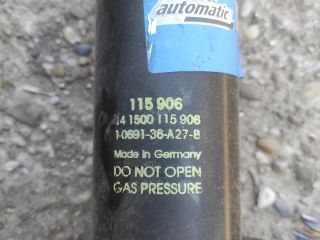 automatic
115 906
14 1500 115 906
1-0691-36-A27-B
Made in Germany
DO NOT OPEN
GAS PRESSURE